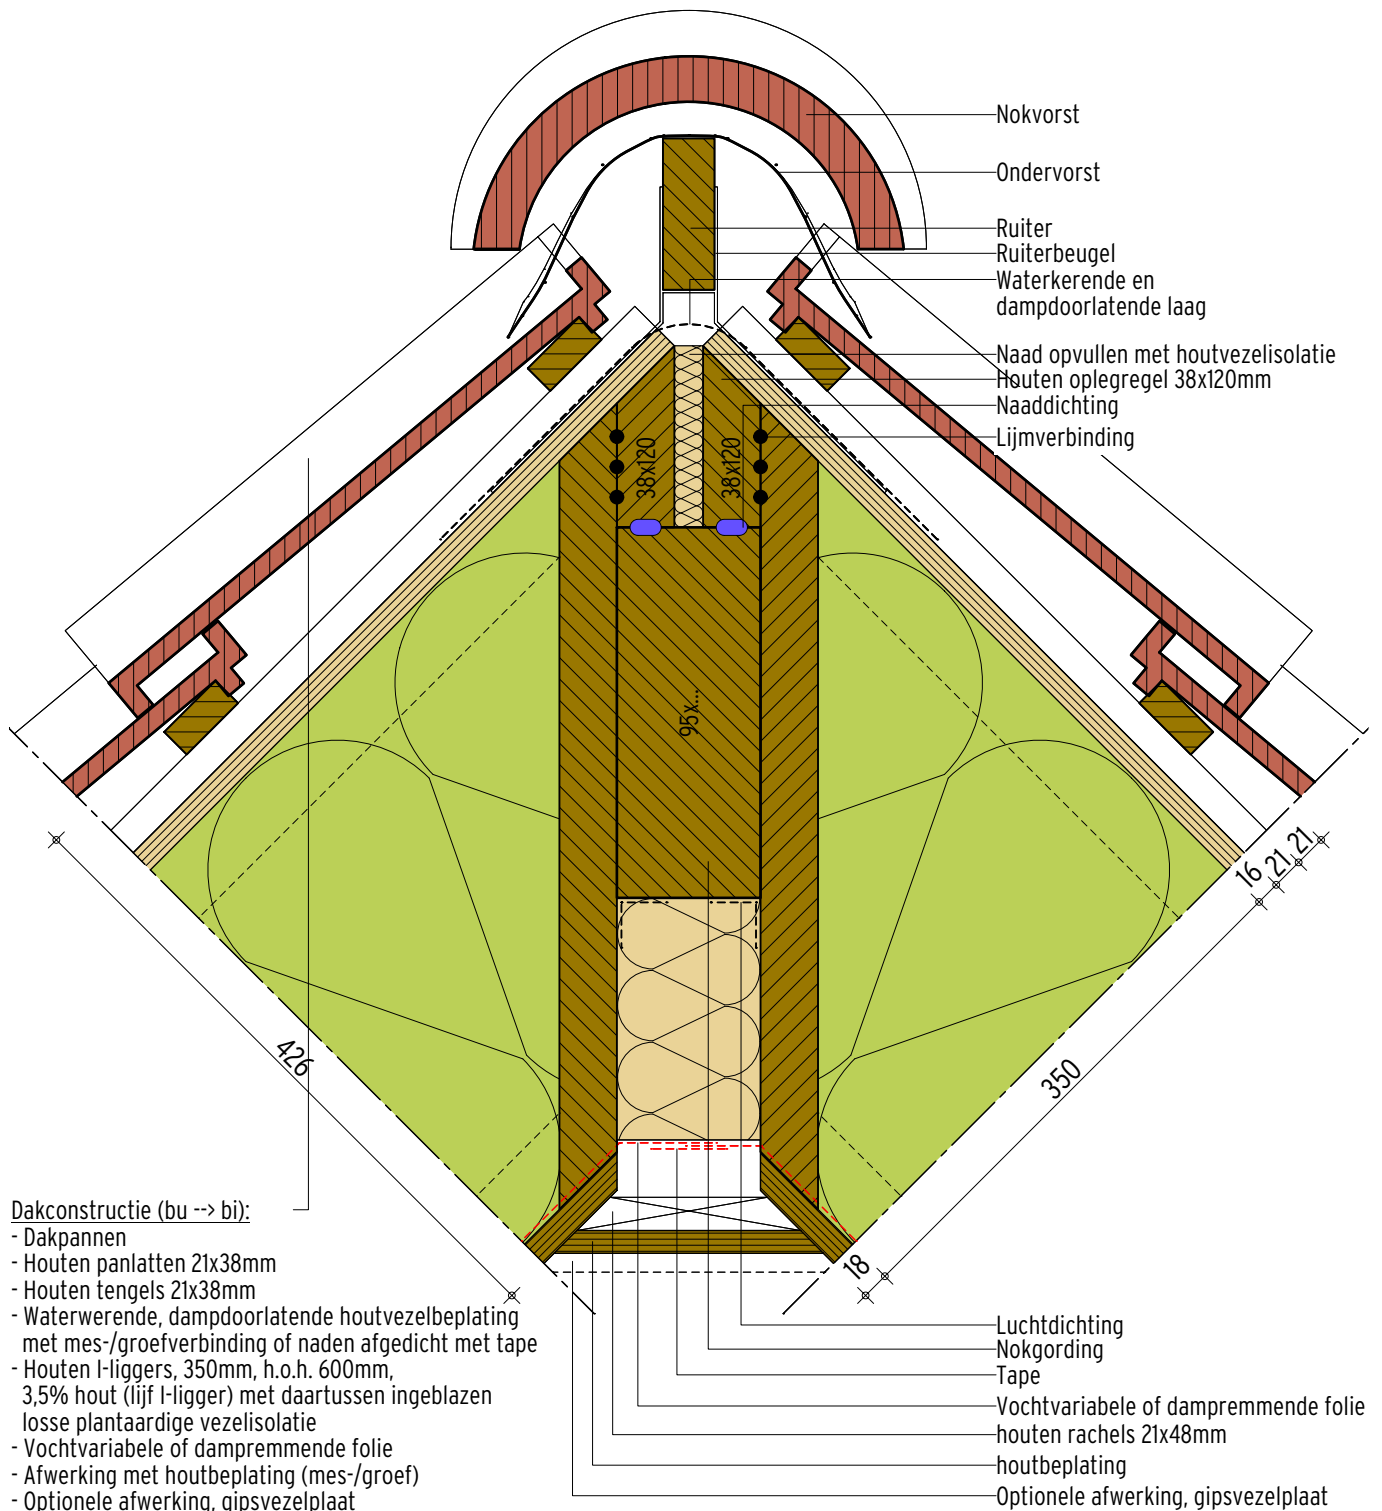 Nokvorst
Ondervorst
Ruiter
Ruiterbeugel
Waterkerende en
dampdoorlatende laag
Naad opvullen met houtvezelisolatie
Houten oplegregel 38x120mm
Naaddichting
Lijmverbinding
38x120
38x120
95x...
16
21
21
426
350
18
Dakconstructie (bu --> bi):
- Dakpannen
- Houten panlatten 21x38mm
- Houten tengels 21x38mm
- Waterwerende, dampdoorlatende houtvezelbeplating
met mes-/groefverbinding of naden afgedicht met tape
- Houten I-liggers, 350mm, h.o.h. 600mm,
3,5% hout (lijf I-ligger) met daartussen ingeblazen
losse plantaardige vezelisolatie
- Vochtvariabele of dampremmende folie
- Afwerking met houtbeplating (mes-/groef)
- Optionele afwerking, gipsvezelplaat
Luchtdichting
Nokgording
Tape
Vochtvariabele of dampremmende folie
houten rachels 21x48mm
houtbeplating
Optionele afwerking, gipsvezelplaat